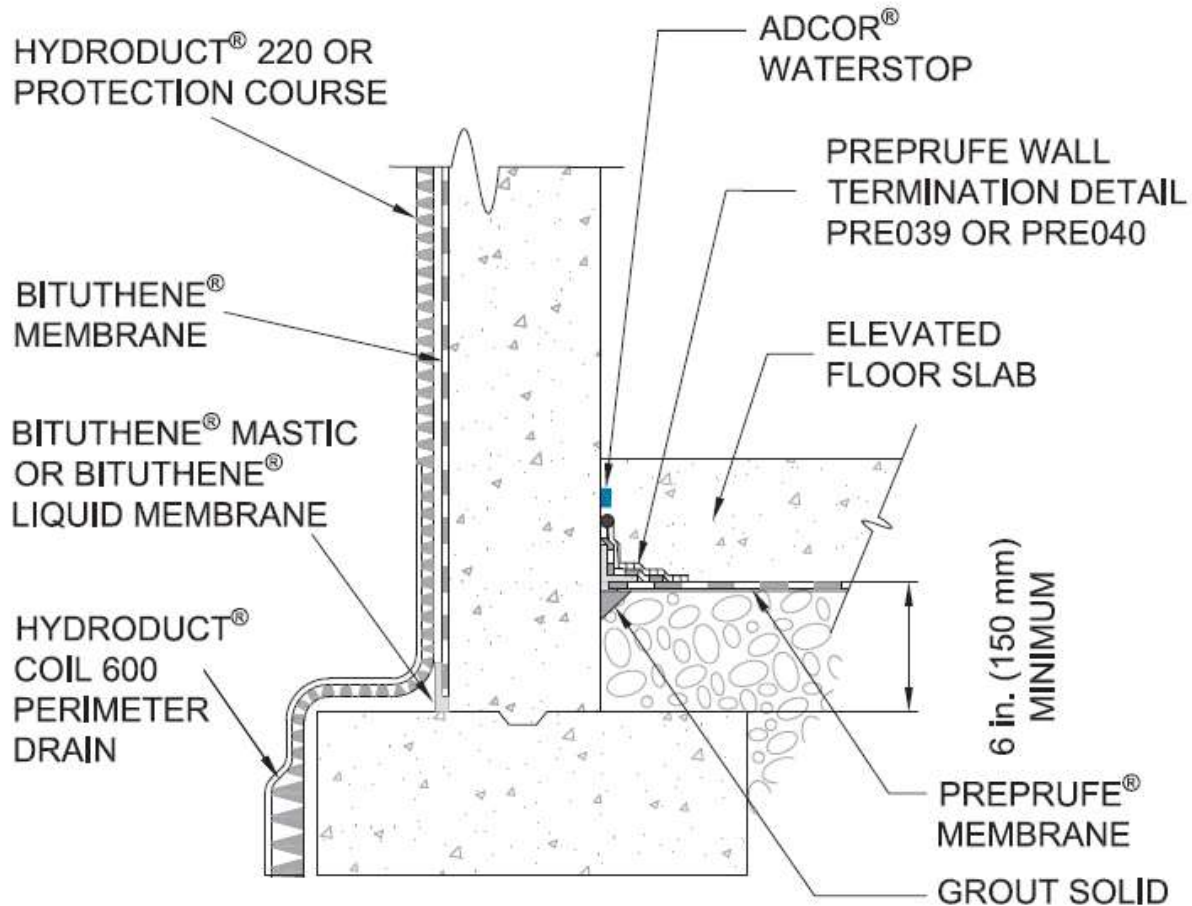 HYDRODUCT® 220 OR
PROTECTION COURSE
BITUTHENE®
MEMBRANE
BITUTHENE® MASTIC
OR BITUTHENE®
LIQUID MEMBRANE
HYDRODUCT®
COIL 600
PERIMETER
DRAIN
ADCOR®
WATERSTOP
PREPRUFE WALL
TERMINATION DETAIL
PRE039 OR PRE040
ELEVATED
FLOOR SLAB
6 in. (150 mm)
MINIMUM
PREPRUFE®
MEMBRANE
GROUT SOLID